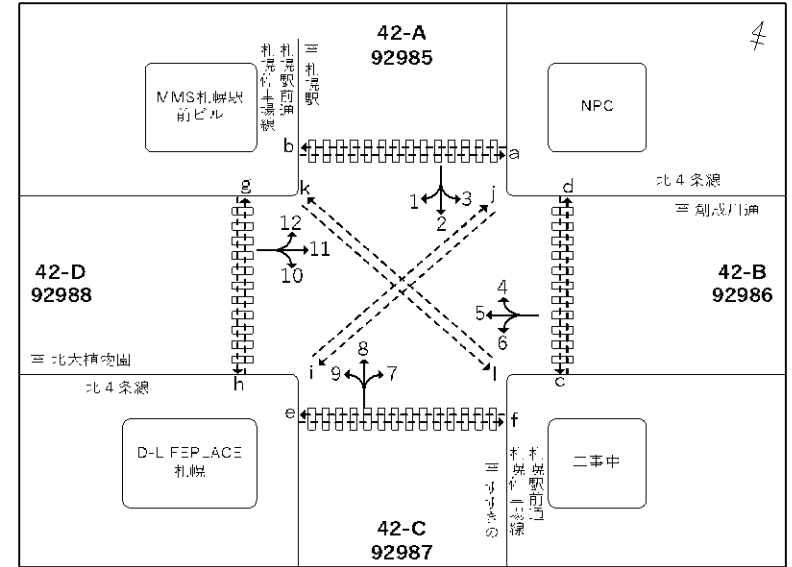 42-A
92985
MMS札幌駅
前ビル
札幌停車場線
札幌駅前通
至 札幌駅
NPC
b
a
北4条線
g
k
j
d
1
3
2
至 創成川通
12
11
10
42-D
92988
4
5
6
42-B
92986
至 北大植物園
8
9
7
i
l
北4条線
h
c
e
f
札幌
至 すすきの
札幌停車場線
札幌駅前通
工事中
42-C
92987